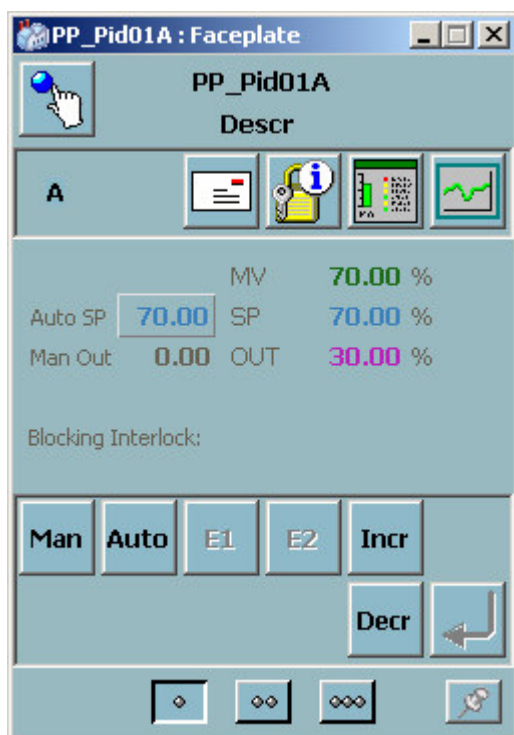 PP_Pid01A : Faceplate
PP_Pid01A
Descr
A
MV 70.00 %
Auto SP 70.00 SP 70.00 %
Man Out 0.00 OUT 30.00 %
Blocking Interlock:
Man Auto E1 E2 Incr
Decr